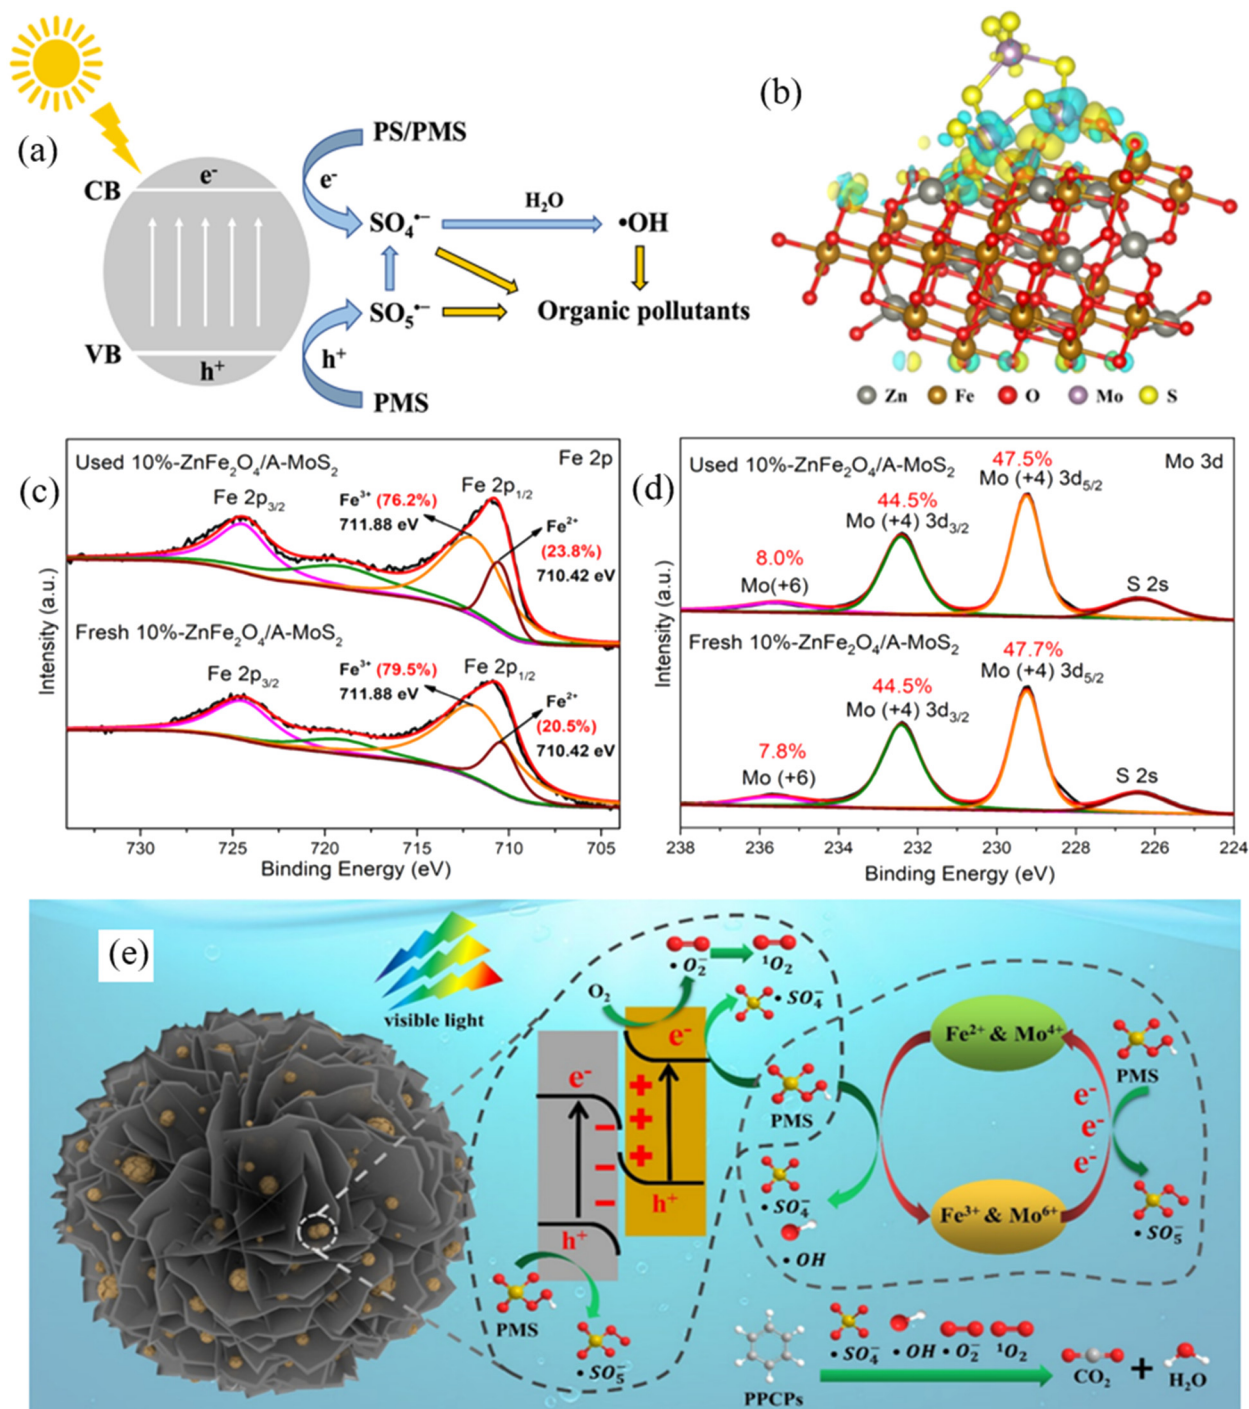 (a)
PS/PMS
CB
e⁻
e⁻
SO₄•⁻
H₂O
•OH
SO₅•⁻
Organic pollutants
VB
h⁺
h⁺
PMS
(b)
Zn Fe O Mo S
(c)
Used 10%-ZnFe₂O₄/A-MoS₂
Fe 2p
Fe 2p₃/₂
Fe³⁺ (76.2%)
711.88 eV
Fe 2p₁/₂
Fe²⁺
(23.8%)
710.42 eV
Fresh 10%-ZnFe₂O₄/A-MoS₂
Fe 2p₃/₂
Fe³⁺ (79.5%)
711.88 eV
Fe 2p₁/₂
Fe²⁺
(20.5%)
710.42 eV
Intensity (a.u.)
730 725 720 715 710 705
Binding Energy (eV)
(d)
Used 10%-ZnFe₂O₄/A-MoS₂
Mo 3d
47.5%
Mo (+4) 3d₅/₂
44.5%
Mo (+4) 3d₃/₂
8.0%
Mo(+6)
S 2s
Fresh 10%-ZnFe₂O₄/A-MoS₂
47.7%
Mo (+4) 3d₅/₂
44.5%
Mo (+4) 3d₃/₂
7.8%
Mo (+6)
S 2s
Intensity (a.u.)
238 236 234 232 230 228 226 224
Binding Energy (eV)
(e)
visible light
O₂
• O₂⁻
¹O₂
• SO₄⁻
e⁻
e⁻
h⁺
h⁺
PMS
• SO₅⁻
PMS
• SO₄⁻
• OH
Fe²⁺ & Mo⁴⁺
Fe³⁺ & Mo⁶⁺
e⁻
e⁻
e⁻
PMS
• SO₅⁻
PPCPs
• SO₄⁻ • OH • O₂⁻ ¹O₂
CO₂ + H₂O